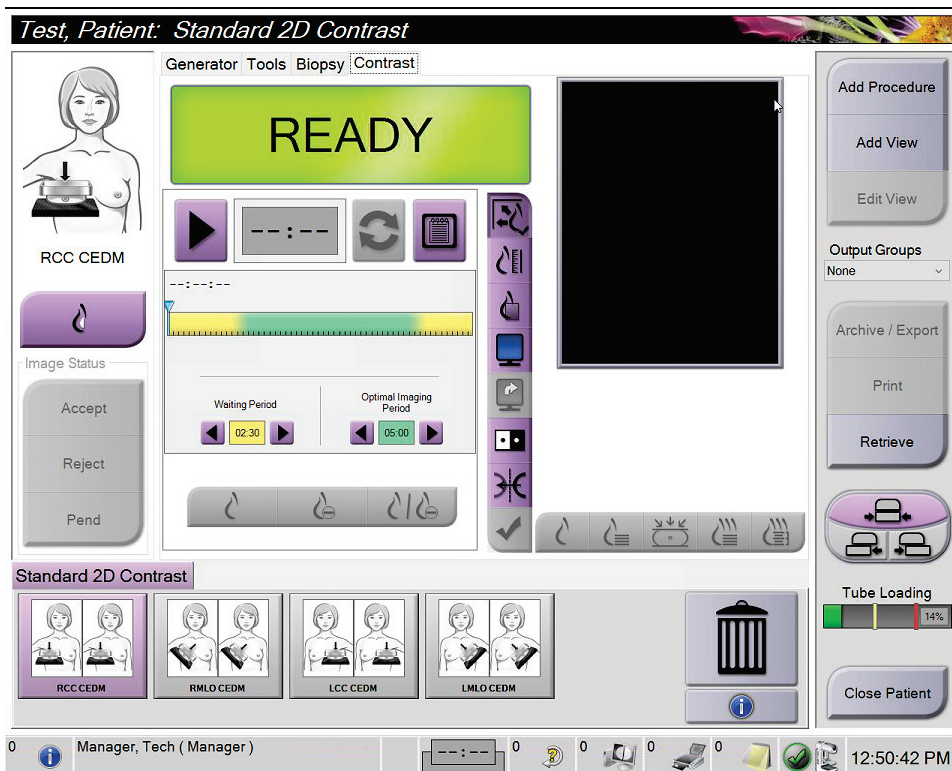 Test, Patient: Standard 2D Contrast
Generator Tools Biopsy Contrast
READY
RCC CEDM
--:--
--:--:--
Waiting Period
02:30
Optimal Imaging
Period
05:00
Image Status
Accept
Reject
Pend
Add Procedure
Add View
Edit View
Output Groups
None
Archive / Export
Print
Retrieve
Tube Loading
14%
Close Patient
Standard 2D Contrast
RCC CEDM
RMLO CEDM
LCC CEDM
LMLO CEDM
0 Manager, Tech ( Manager ) --:-- 0 0 0 0 12:50:42 PM